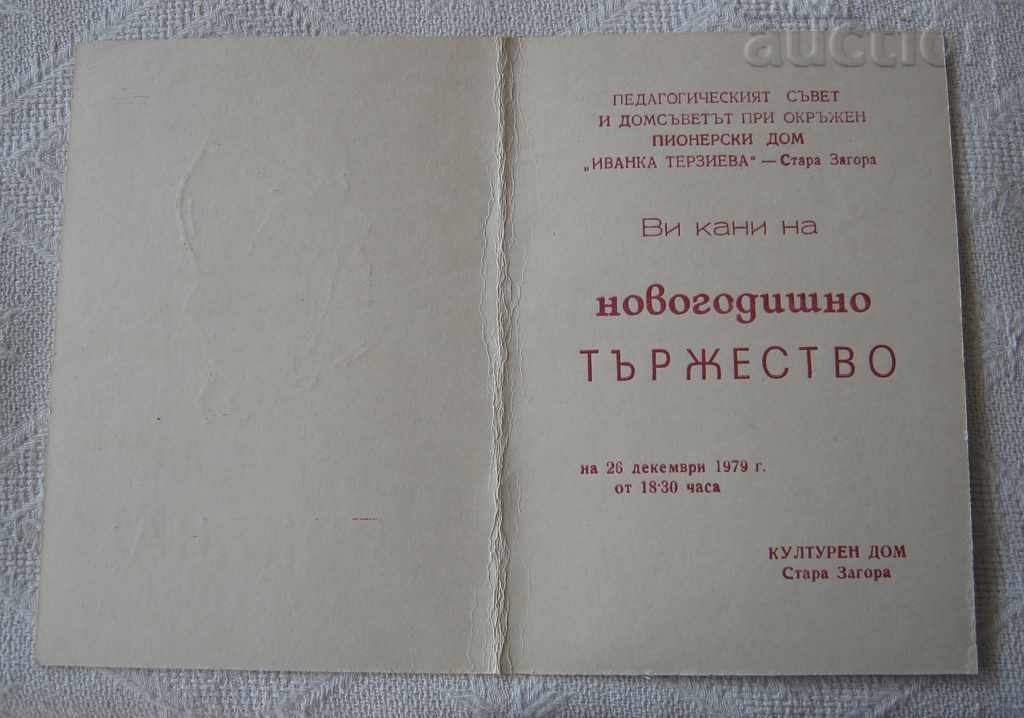 auctio
ПЕДАГОГИЧЕСКИЯТ СЪВЕТ
И ДОМСЪВЕТЪТ ПРИ ОКРЪЖЕН
ПИОНЕРСКИ ДОМ
„ИВАНКА ТЕРЗИЕВА“ — Стара Загора
Ви кани на
новогодишно
ТЪРЖЕСТВО
на 26 декември 1979 г.
от 18·30 часа
КУЛТУРЕН ДОМ
Стара Загора